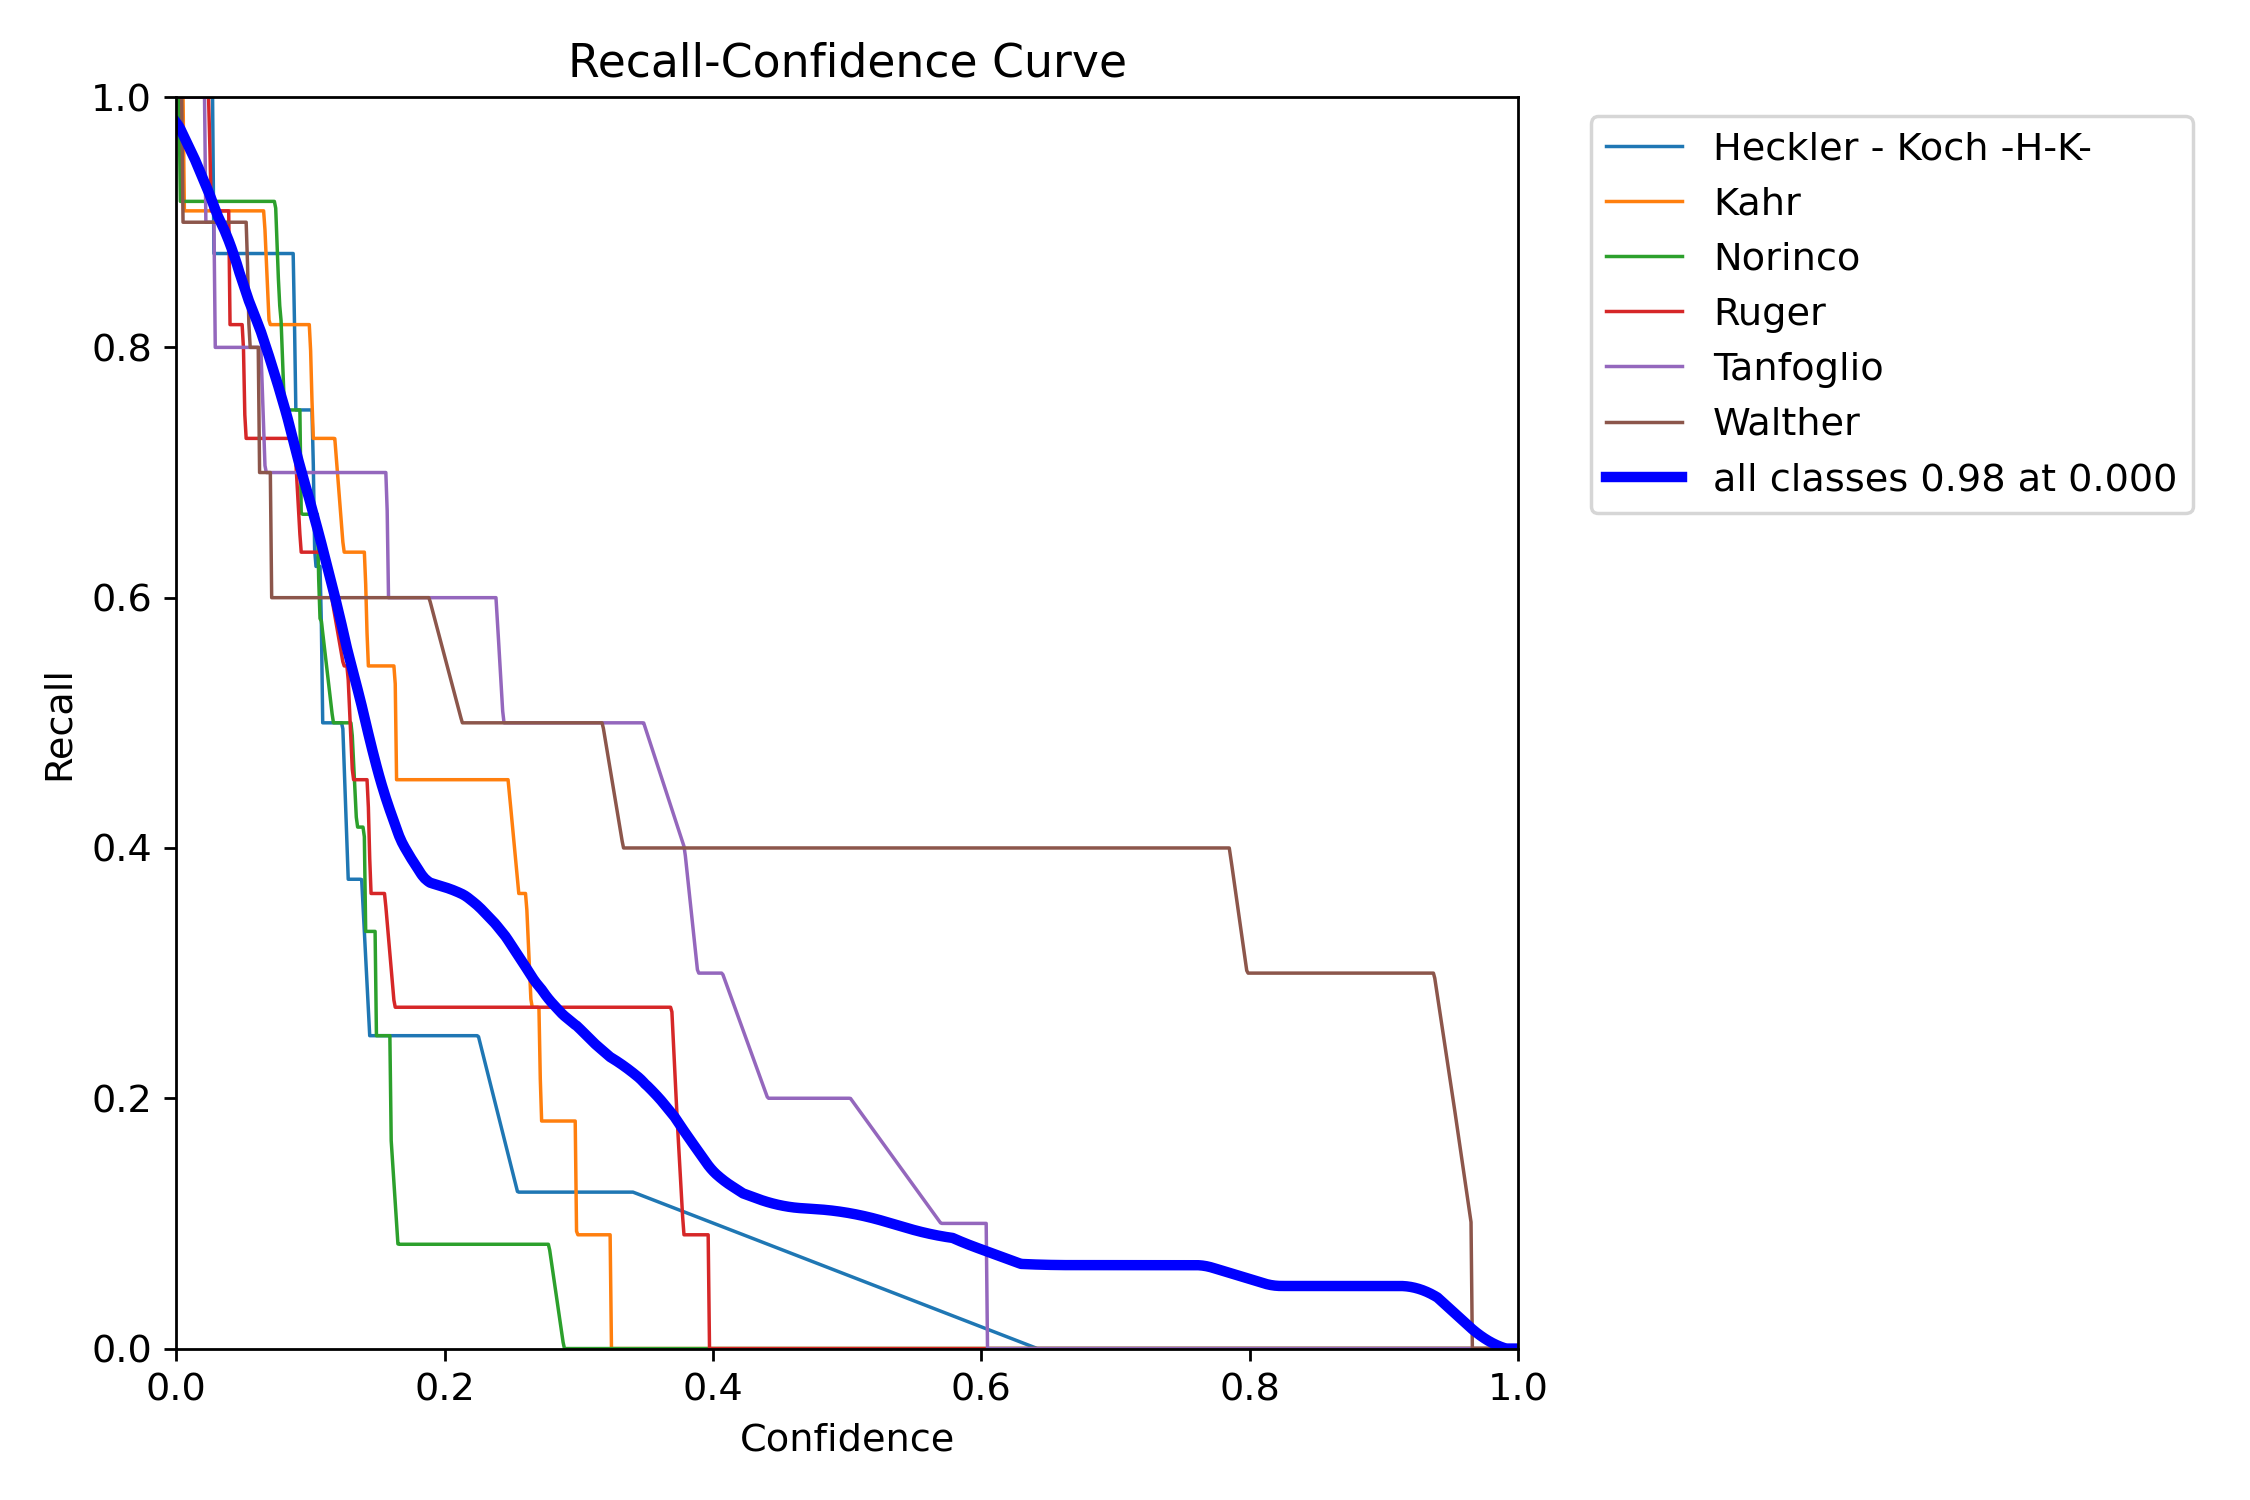 Recall-Confidence Curve
1.0
0.8
0.6
0.4
0.2
0.0
Recall
0.0 0.2 0.4 0.6 0.8 1.0
Confidence
Heckler - Koch -H-K-
Kahr
Norinco
Ruger
Tanfoglio
Walther
all classes 0.98 at 0.000